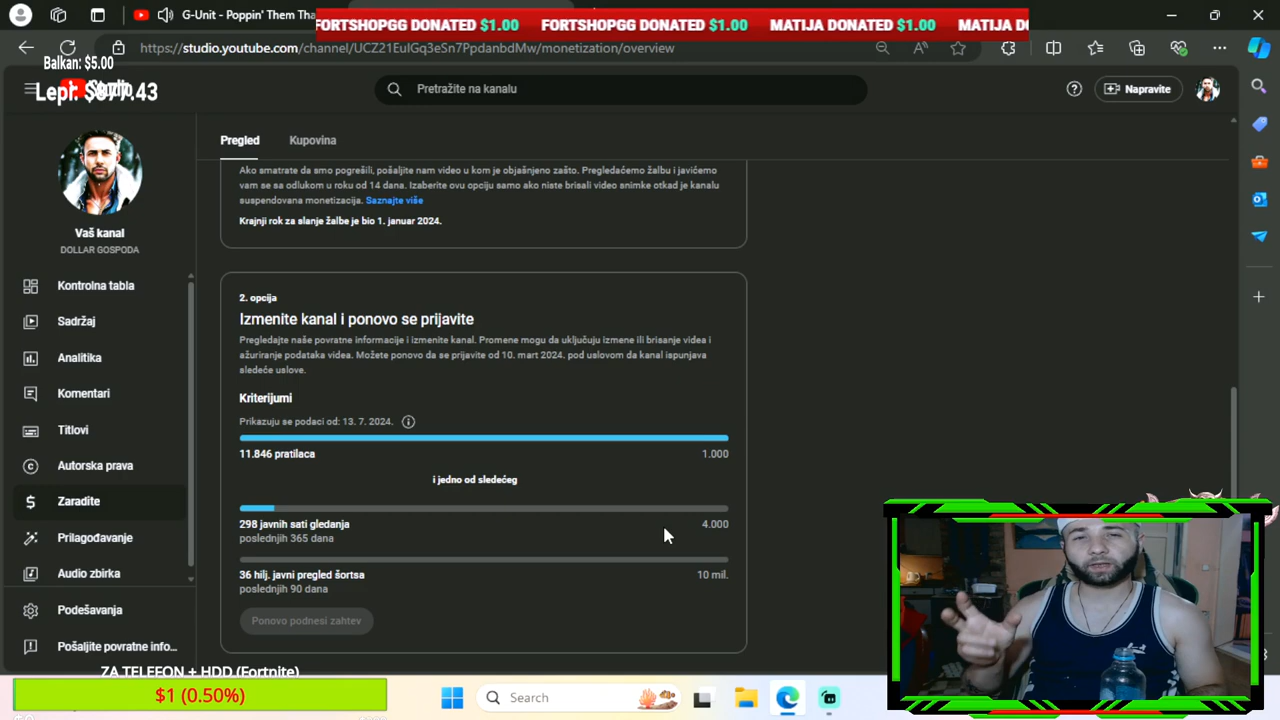 G-Unit - Poppin' Them Tha
FORTSHOPGG DONATED $1.00 FORTSHOPGG DONATED $1.00 MATIJA DONATED $1.00 MATIJA DO
https://studio.youtube.com/channel/UCZ21EuIGq3eSn7PpdanbdMw/monetization/overview
Balkan: $5.00
Lepi: $877.43
Pretražite na kanalu
Napravite
Pregled
Kupovina
Ako smatrate da smo pogrešili, pošaljite nam video u kom je objašnjeno zašto. Pregledaćemo žalbu i javićemo
vam se sa odlukom u roku od 14 dana. Izaberite ovu opciju samo ako niste brisali video snimke otkad je kanalu
suspendovana monetizacija. Saznajte više
Krajnji rok za slanje žalbe je bio 1. januar 2024.
Vaš kanal
DOLLAR GOSPODA
Kontrolna tabla
Sadržaj
Analitika
Komentari
Titlovi
Autorska prava
Zaradite
Prilagođavanje
Audio zbirka
Podešavanja
Pošaljite povratne info...
2. opcija
Izmenite kanal i ponovo se prijavite
Pregledajte naše povratne informacije i izmenite kanal. Promene mogu da uključuju izmene ili brisanje videa i
ažuriranje podataka videa. Možete ponovo da se prijavite od 10. mart 2024. pod uslovom da kanal ispunjava
sledeće uslove.
Kriterijumi
Prikazuju se podaci od: 13. 7. 2024.
11.846 pratilaca 1.000
i jedno od sledećeg
298 javnih sati gledanja 4.000
poslednjih 365 dana
36 hilj. javni pregled šortsa 10 mil.
poslednjih 90 dana
Ponovo podnesi zahtev
ZA TELEFON + HDD (Fortnite)
$1 (0.50%)
Search